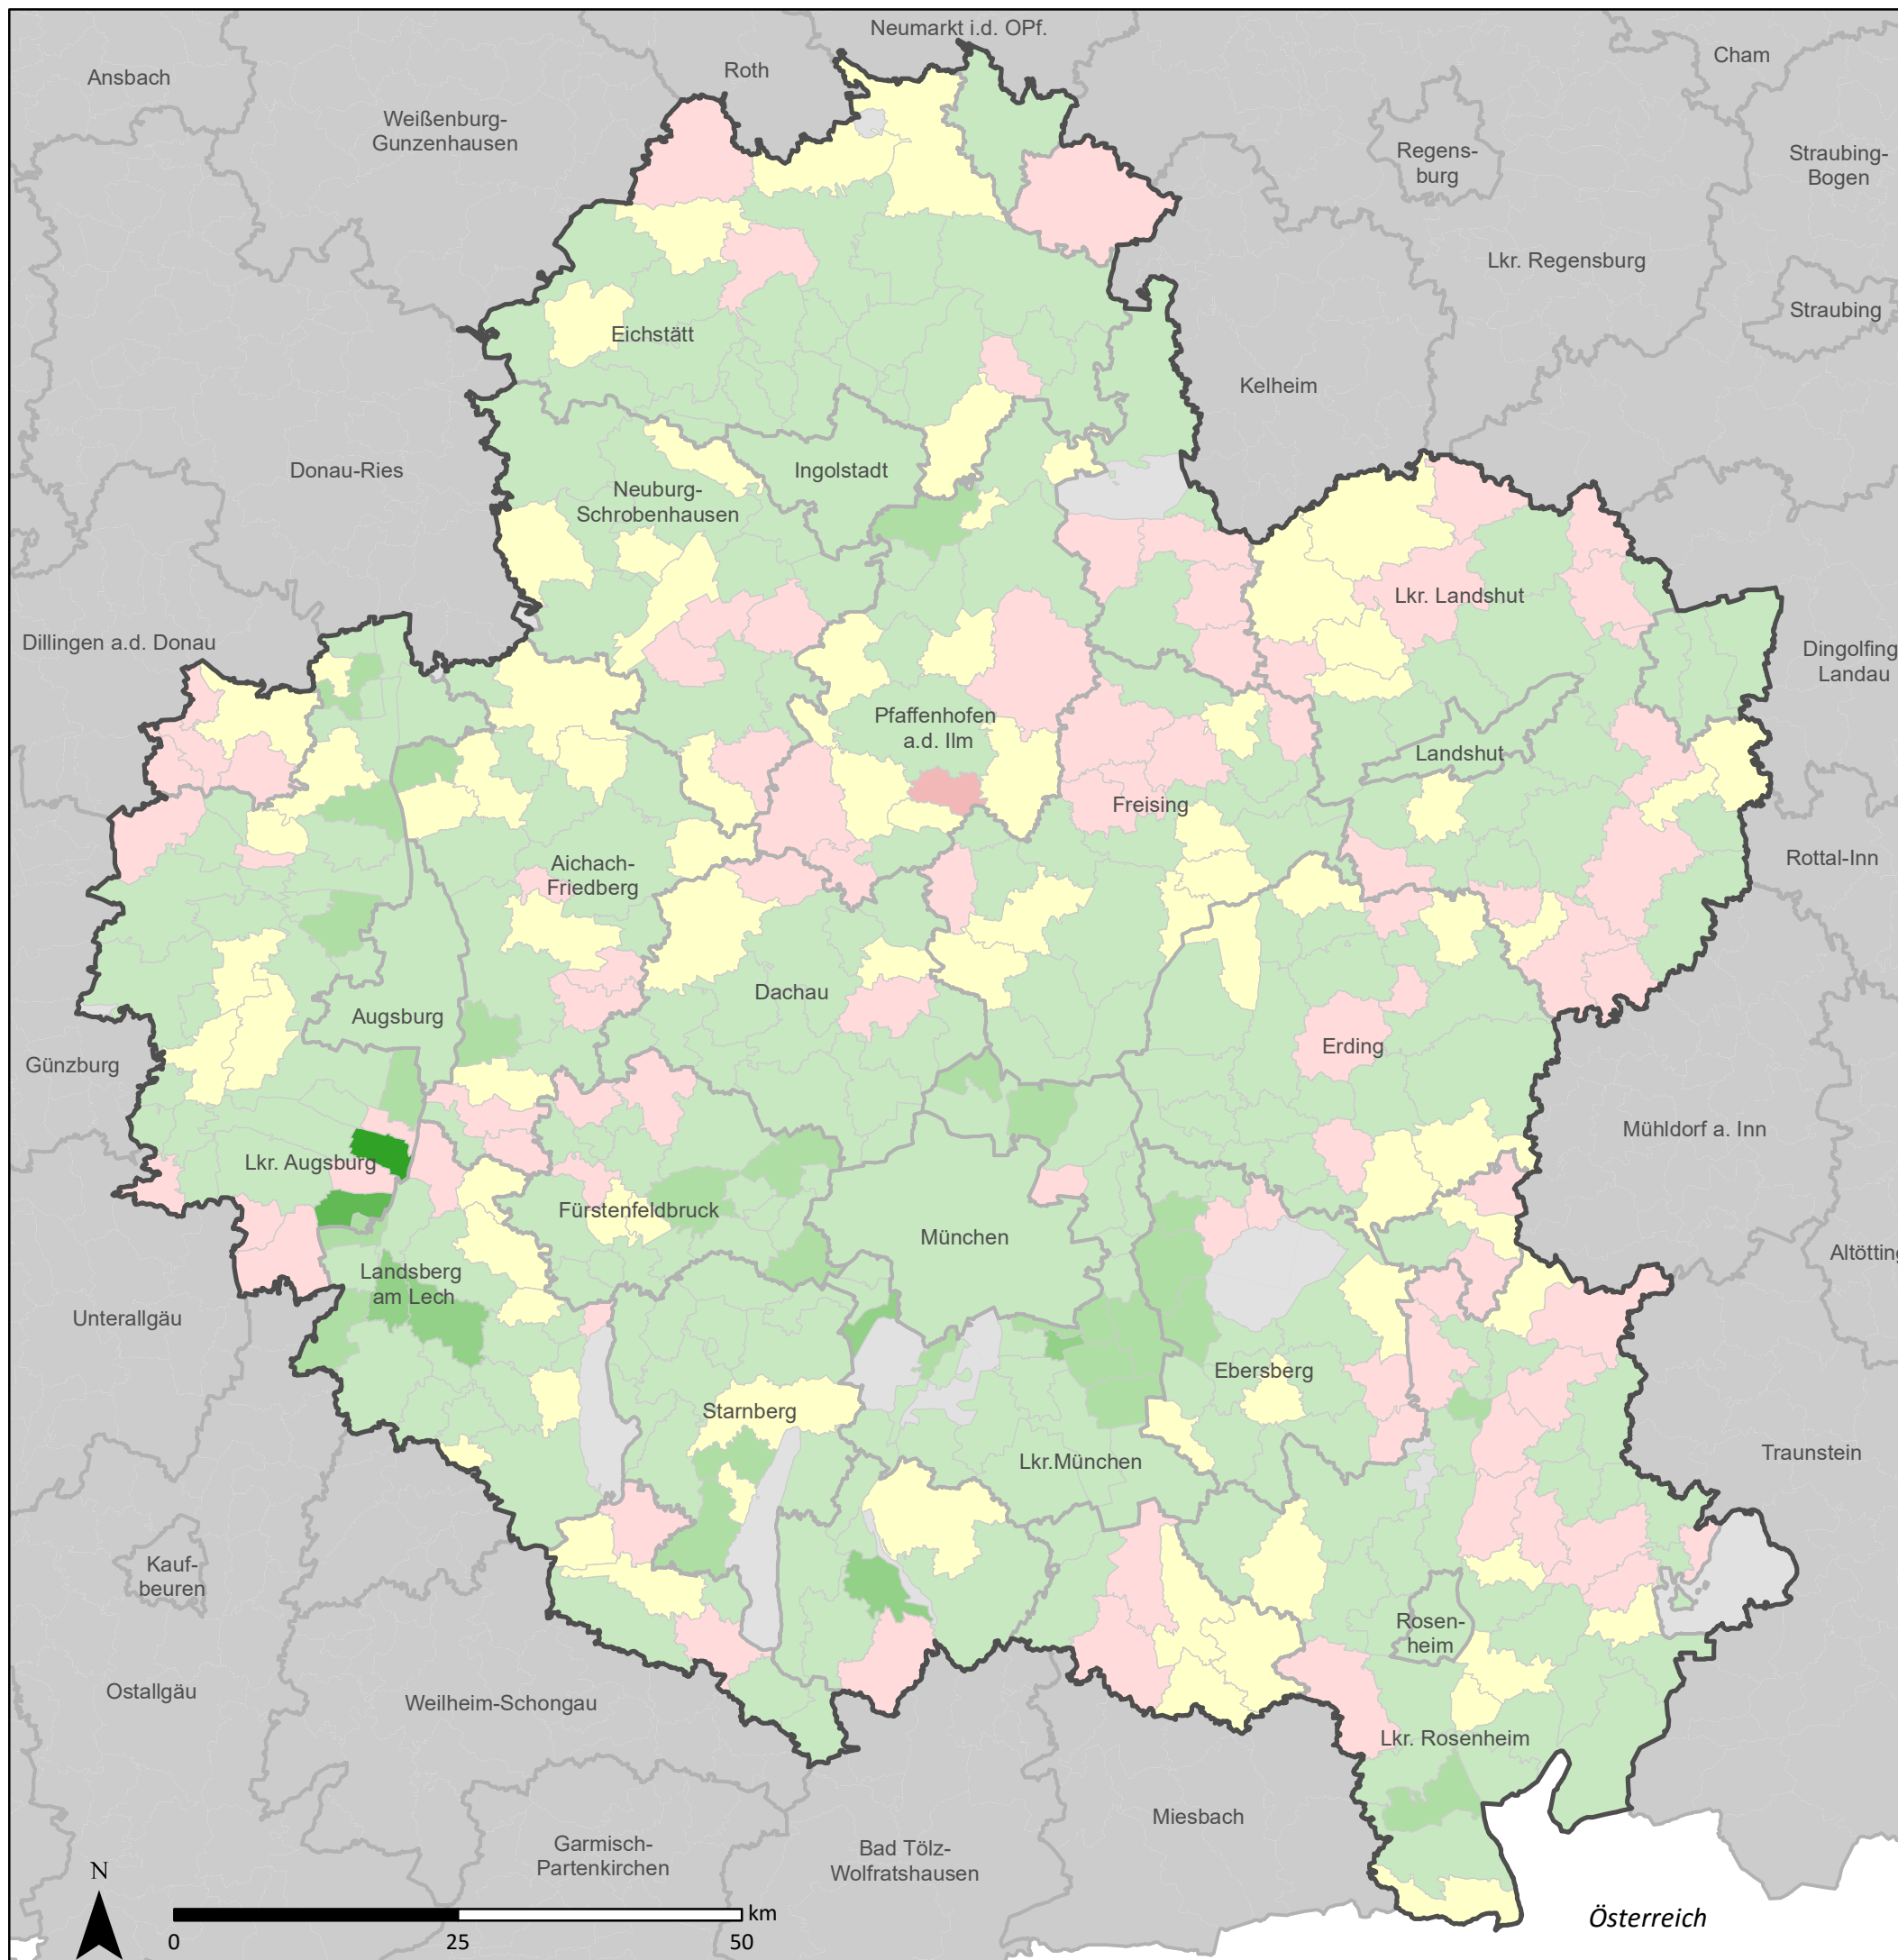 Neumarkt i.d. OPf.
Cham
Roth
Ansbach
Weißenburg-
Gunzenhausen
Regens-
burg
Straubing-
Bogen
Lkr. Regensburg
Straubing
Eichstätt
Kelheim
Donau-Ries
Ingolstadt
Neuburg-
Schrobenhausen
Lkr. Landshut
Dillingen a.d. Donau
Dingolfing
Landau
Pfaffenhofen
a.d. Ilm
Landshut
Freising
Rottal-Inn
Aichach-
Friedberg
Dachau
Augsburg
Erding
Günzburg
Mühldorf a. Inn
Lkr. Augsburg
Fürstenfeldbruck
München
Altötting
Landsberg
am Lech
Unterallgäu
Ebersberg
Starnberg
Lkr.München
Traunstein
Kauf-
beuren
Rosen-
heim
Ostallgäu
Weilheim-Schongau
Lkr. Rosenheim
Miesbach
Garmisch-
Partenkirchen
Bad Tölz-
Wolfratshausen
N
km
Österreich
0 25 50